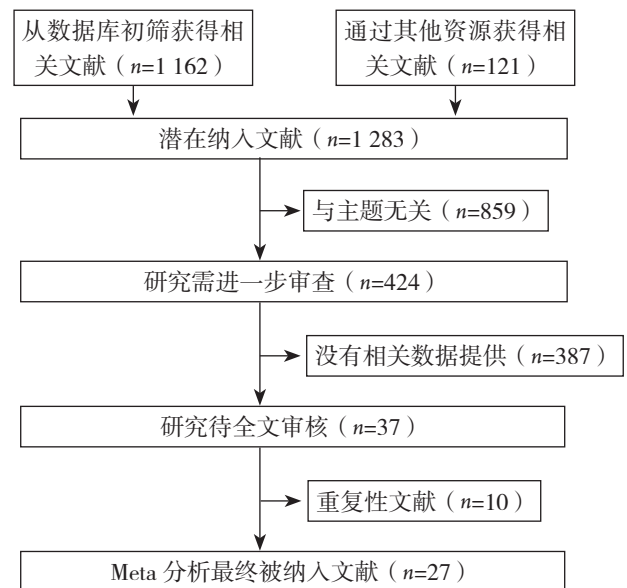 从数据库初筛获得相
关文献（n=1 162）
通过其他资源获得相
关文献（n=121）
潜在纳入文献（n=1 283）
与主题无关（n=859）
研究需进一步审查（n=424）
没有相关数据提供（n=387）
研究待全文审核（n=37）
重复性文献（n=10）
Meta 分析最终被纳入文献（n=27）